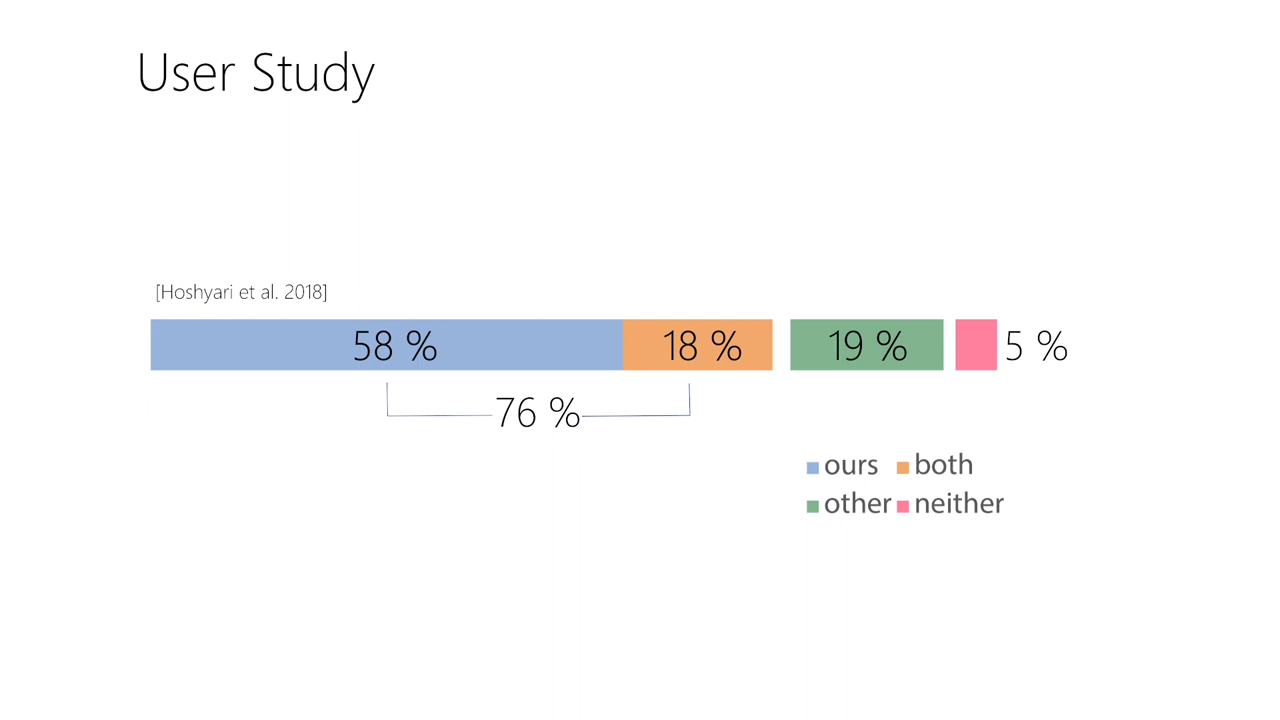 User Study
[Hoshyari et al. 2018]
58 % 18 % 19 % 5 %
76 %
ours both
other neither